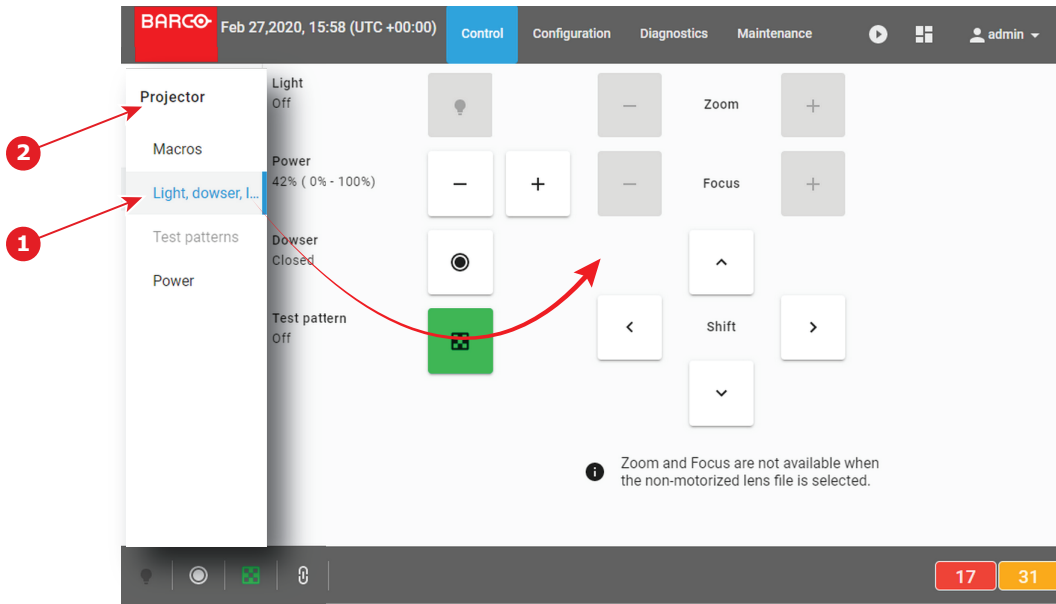 BARCO
Feb 27,2020, 15:58 (UTC +00:00)
Control
Configuration
Diagnostics
Maintenance
admin
Projector
Macros
Light, dowser, l...
Test patterns
Power
2
1
Light
Off
Power
42% ( 0% - 100%)
Dowser
Closed
Test pattern
Off
Zoom
Focus
Shift
Zoom and Focus are not available when
the non-motorized lens file is selected.
17
31